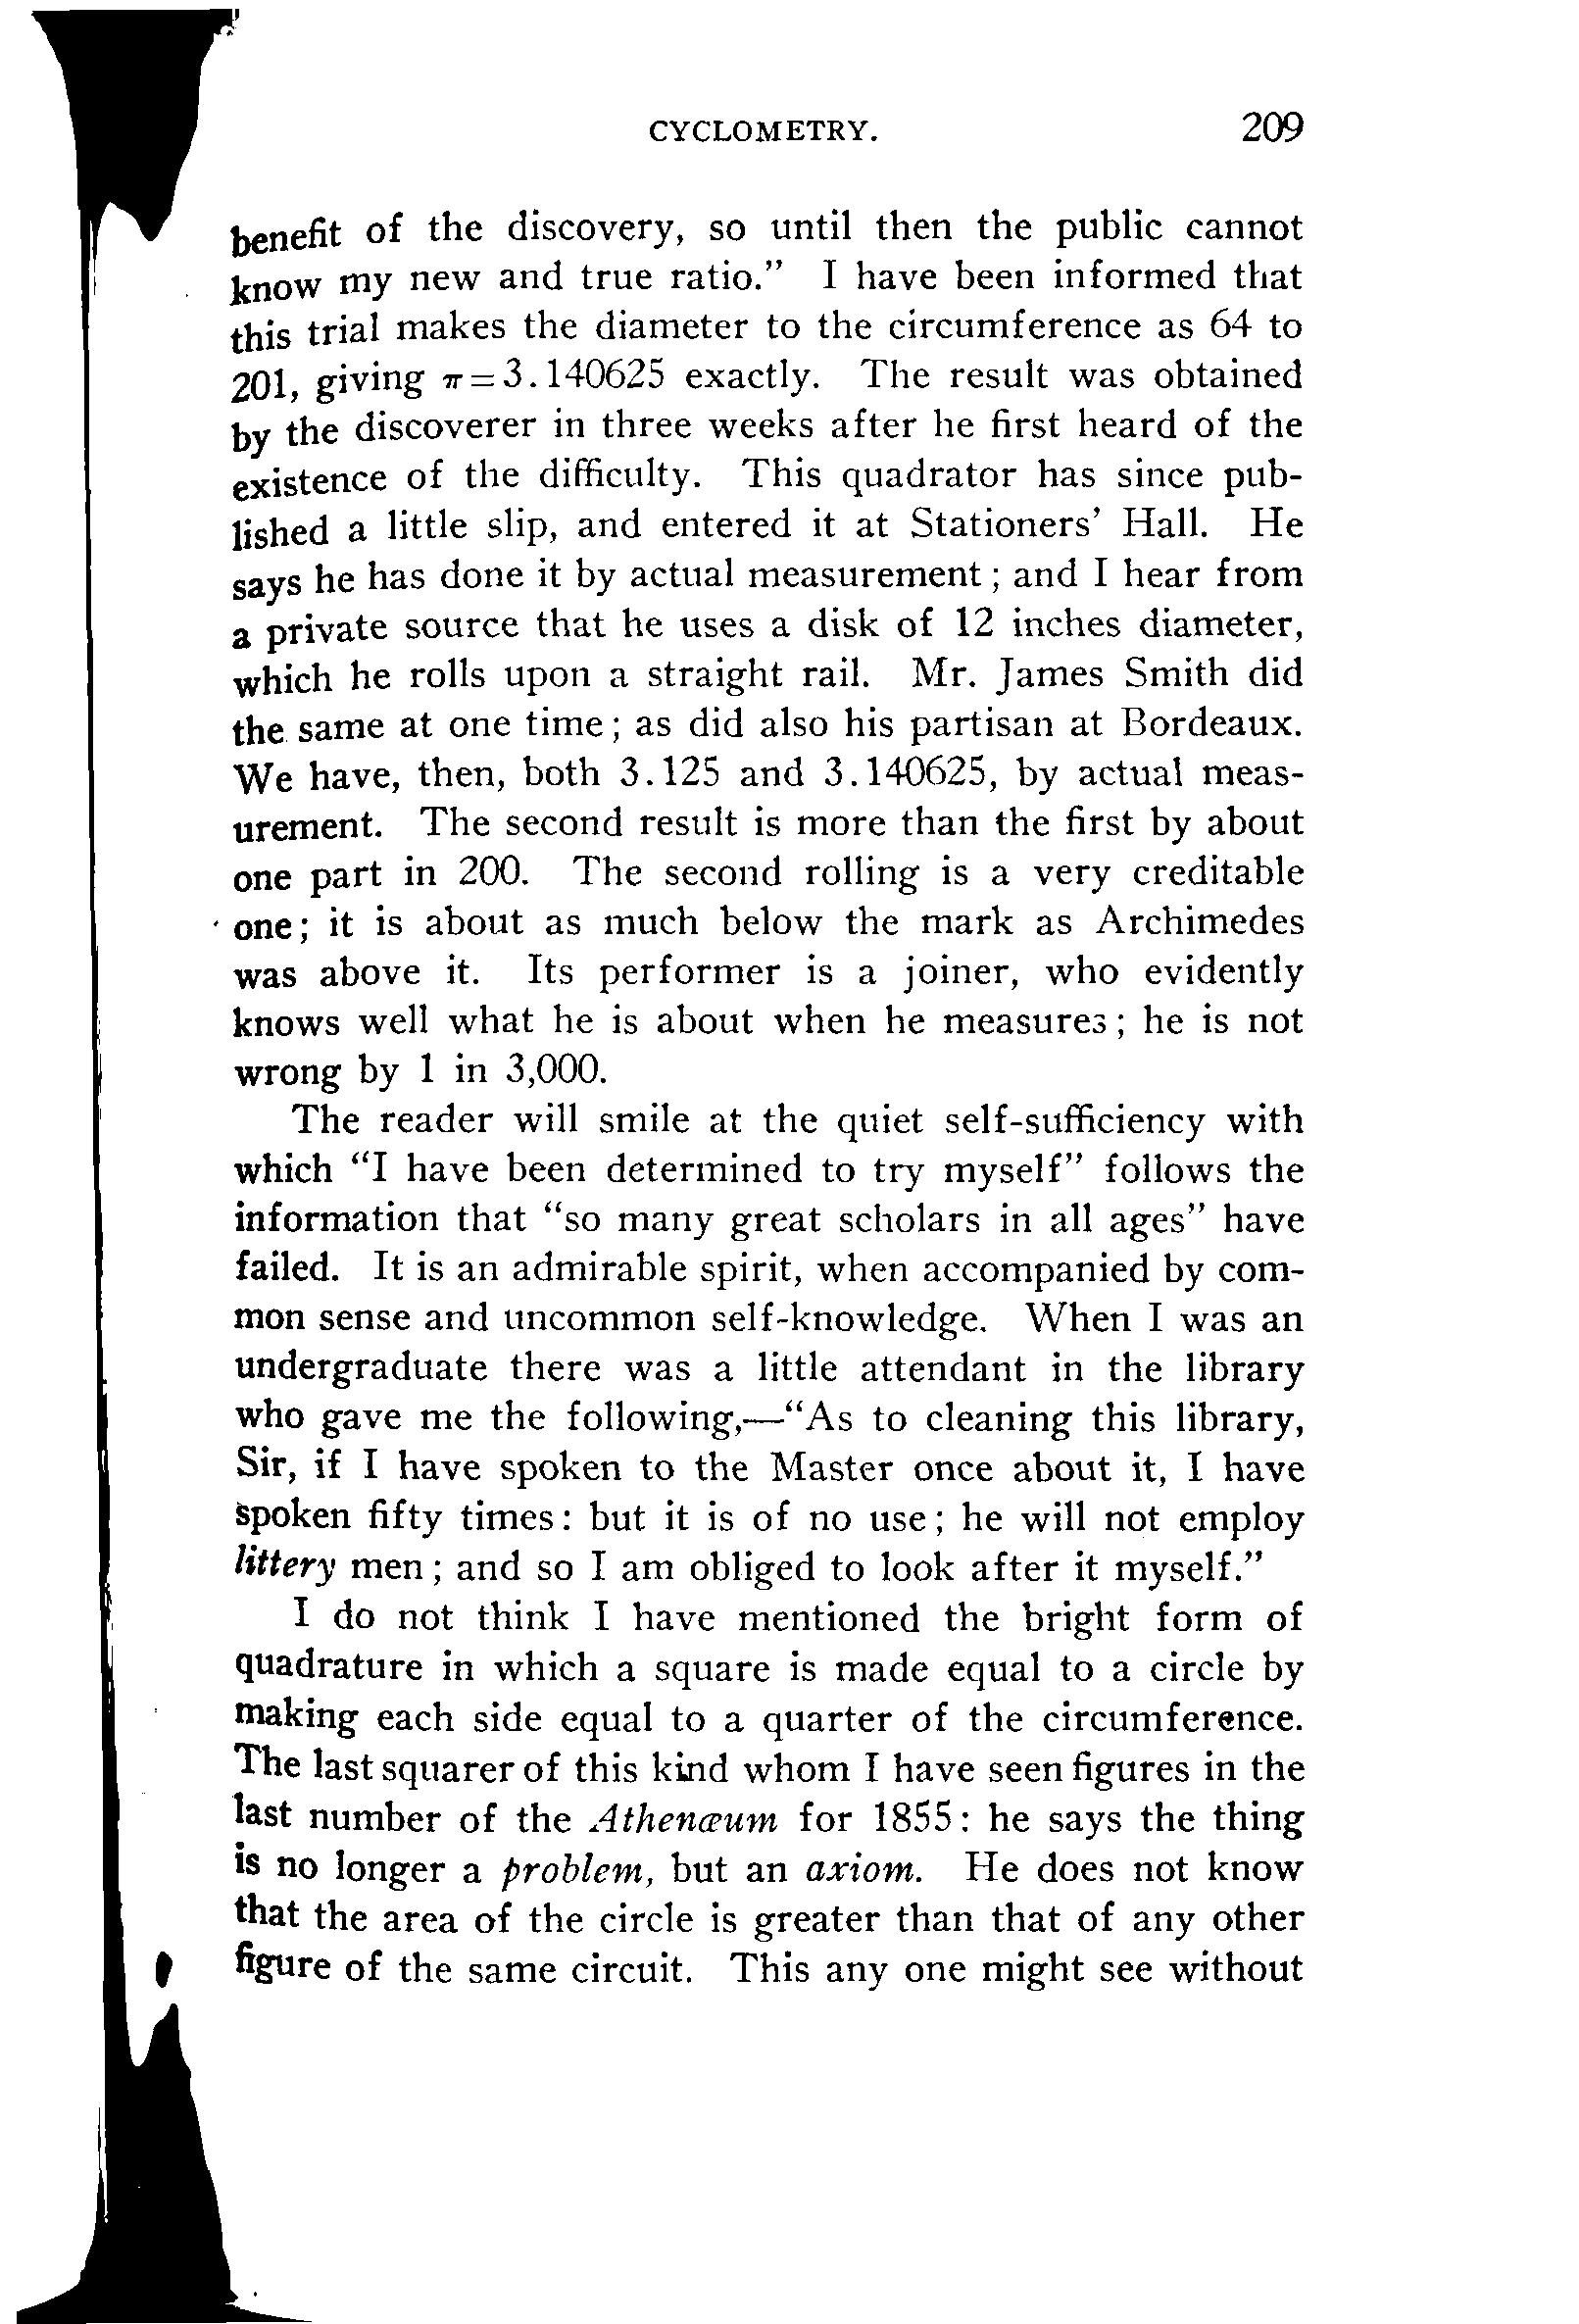 CYCLOMETRY. 209
benefit of the discovery, so until then the public cannot
know my new and true ratio.” I have been informed that
this trial makes the diameter to the circumference as 64 to
201, giving π=3.140625 exactly. The result was obtained
by the discoverer in three weeks after he first heard of the
existence of the difficulty. This quadrator has since pub-
lished a little slip, and entered it at Stationers’ Hall. He
says he has done it by actual measurement; and I hear from
a private source that he uses a disk of 12 inches diameter,
which he rolls upon a straight rail. Mr. James Smith did
the same at one time; as did also his partisan at Bordeaux.
We have, then, both 3.125 and 3.140625, by actual meas-
urement. The second result is more than the first by about
one part in 200. The second rolling is a very creditable
one; it is about as much below the mark as Archimedes
was above it. Its performer is a joiner, who evidently
knows well what he is about when he measures; he is not
wrong by 1 in 3,000.
The reader will smile at the quiet self-sufficiency with
which “I have been determined to try myself” follows the
information that “so many great scholars in all ages” have
failed. It is an admirable spirit, when accompanied by com-
mon sense and uncommon self-knowledge. When I was an
undergraduate there was a little attendant in the library
who gave me the following,—“As to cleaning this library,
Sir, if I have spoken to the Master once about it, I have
spoken fifty times: but it is of no use; he will not employ
littery men; and so I am obliged to look after it myself.”
I do not think I have mentioned the bright form of
quadrature in which a square is made equal to a circle by
making each side equal to a quarter of the circumference.
The last squarer of this kind whom I have seen figures in the
last number of the Athenæum for 1855: he says the thing
is no longer a problem, but an axiom. He does not know
that the area of the circle is greater than that of any other
figure of the same circuit. This any one might see without